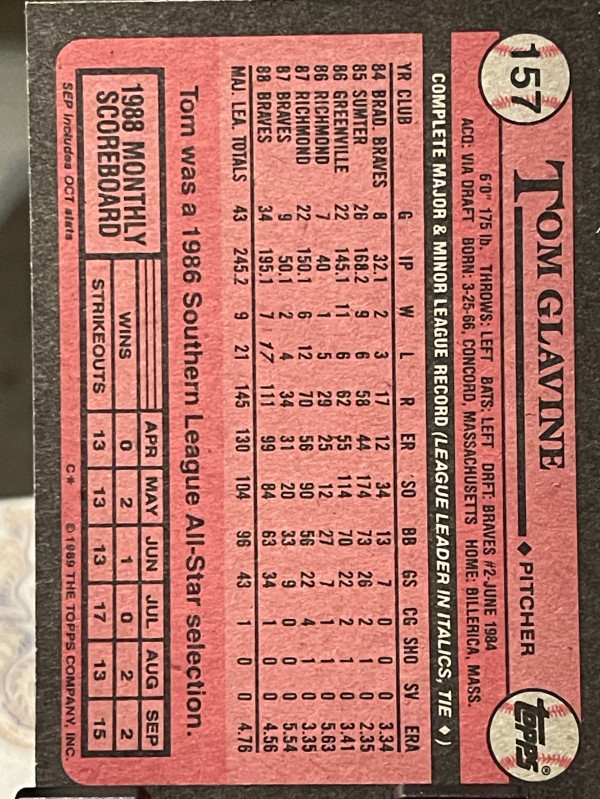 157
TOM GLAVINE
◆ PITCHER
topps®
6'0" 175 lb. THROWS: LEFT BATS: LEFT DRFT: BRAVES #2-JUNE 1984
ACQ: VIA DRAFT BORN: 3-25-66, CONCORD, MASSACHUSETTS HOME: BILLERICA, MASS.
COMPLETE MAJOR & MINOR LEAGUE RECORD (LEAGUE LEADER IN ITALICS, TIE ◆)
YR CLUB G IP W L R ER SO BB GS CG SHO SV. ERA
84 BRAD. BRAVES 8 32.1 2 3 17 12 34 13 7 0 0 0 3.34
85 SUMTER 26 168.2 9 6 58 44 174 73 26 2 1 0 2.35
86 GREENVILLE 22 145.1 11 6 62 55 114 70 22 2 1 0 3.41
86 RICHMOND 7 40 1 5 29 25 12 27 7 1 1 0 5.63
87 RICHMOND 22 150.1 6 12 70 56 90 56 22 4 1 0 3.35
87 BRAVES 9 50.1 2 4 34 31 20 33 9 0 0 0 5.54
88 BRAVES 34 195.1 7 17 111 99 84 63 34 1 0 0 4.56
MAJ. LEA. TOTALS 43 245.2 9 21 145 130 104 96 43 1 0 0 4.76
Tom was a 1986 Southern League All-Star selection.
1988 MONTHLY
SCOREBOARD
APR MAY JUN JUL AUG SEP
WINS 0 2 1 0 2 2
STRIKEOUTS 13 13 13 17 13 15
SEP includes OCT stats
C* © 1989 THE TOPPS COMPANY, INC.